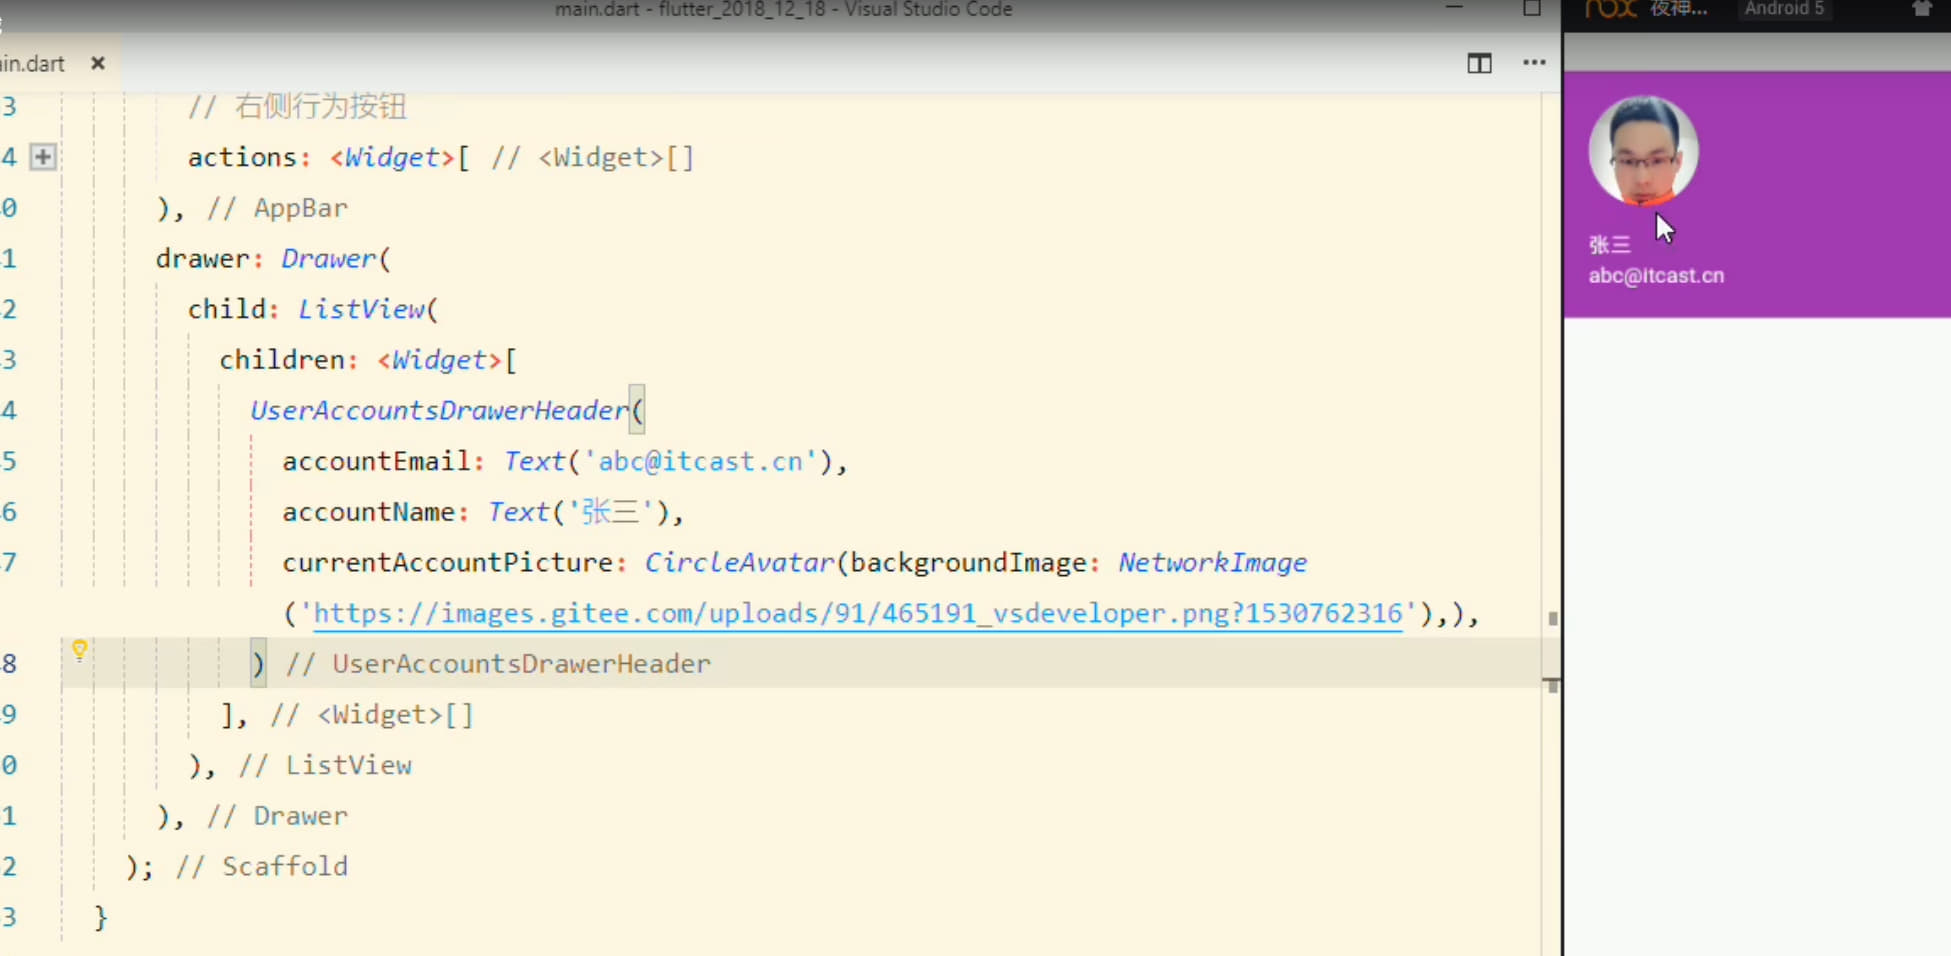 main.dart - flutter_2018_12_18 - Visual Studio Code
nox 夜神... Android 5
in.dart ×
3 // 右侧行为按钮
4 actions: <Widget>[ // <Widget>[]
0 ), // AppBar
1 drawer: Drawer(
2 child: ListView(
3 children: <Widget>[
4 UserAccountsDrawerHeader(
5 accountEmail: Text('abc@itcast.cn'),
6 accountName: Text('张三'),
7 currentAccountPicture: CircleAvatar(backgroundImage: NetworkImage
('https://images.gitee.com/uploads/91/465191_vsdeveloper.png?1530762316'),),
8 ) // UserAccountsDrawerHeader
9 ], // <Widget>[]
0 ), // ListView
1 ), // Drawer
2 ); // Scaffold
3 }
张三
abc@itcast.cn